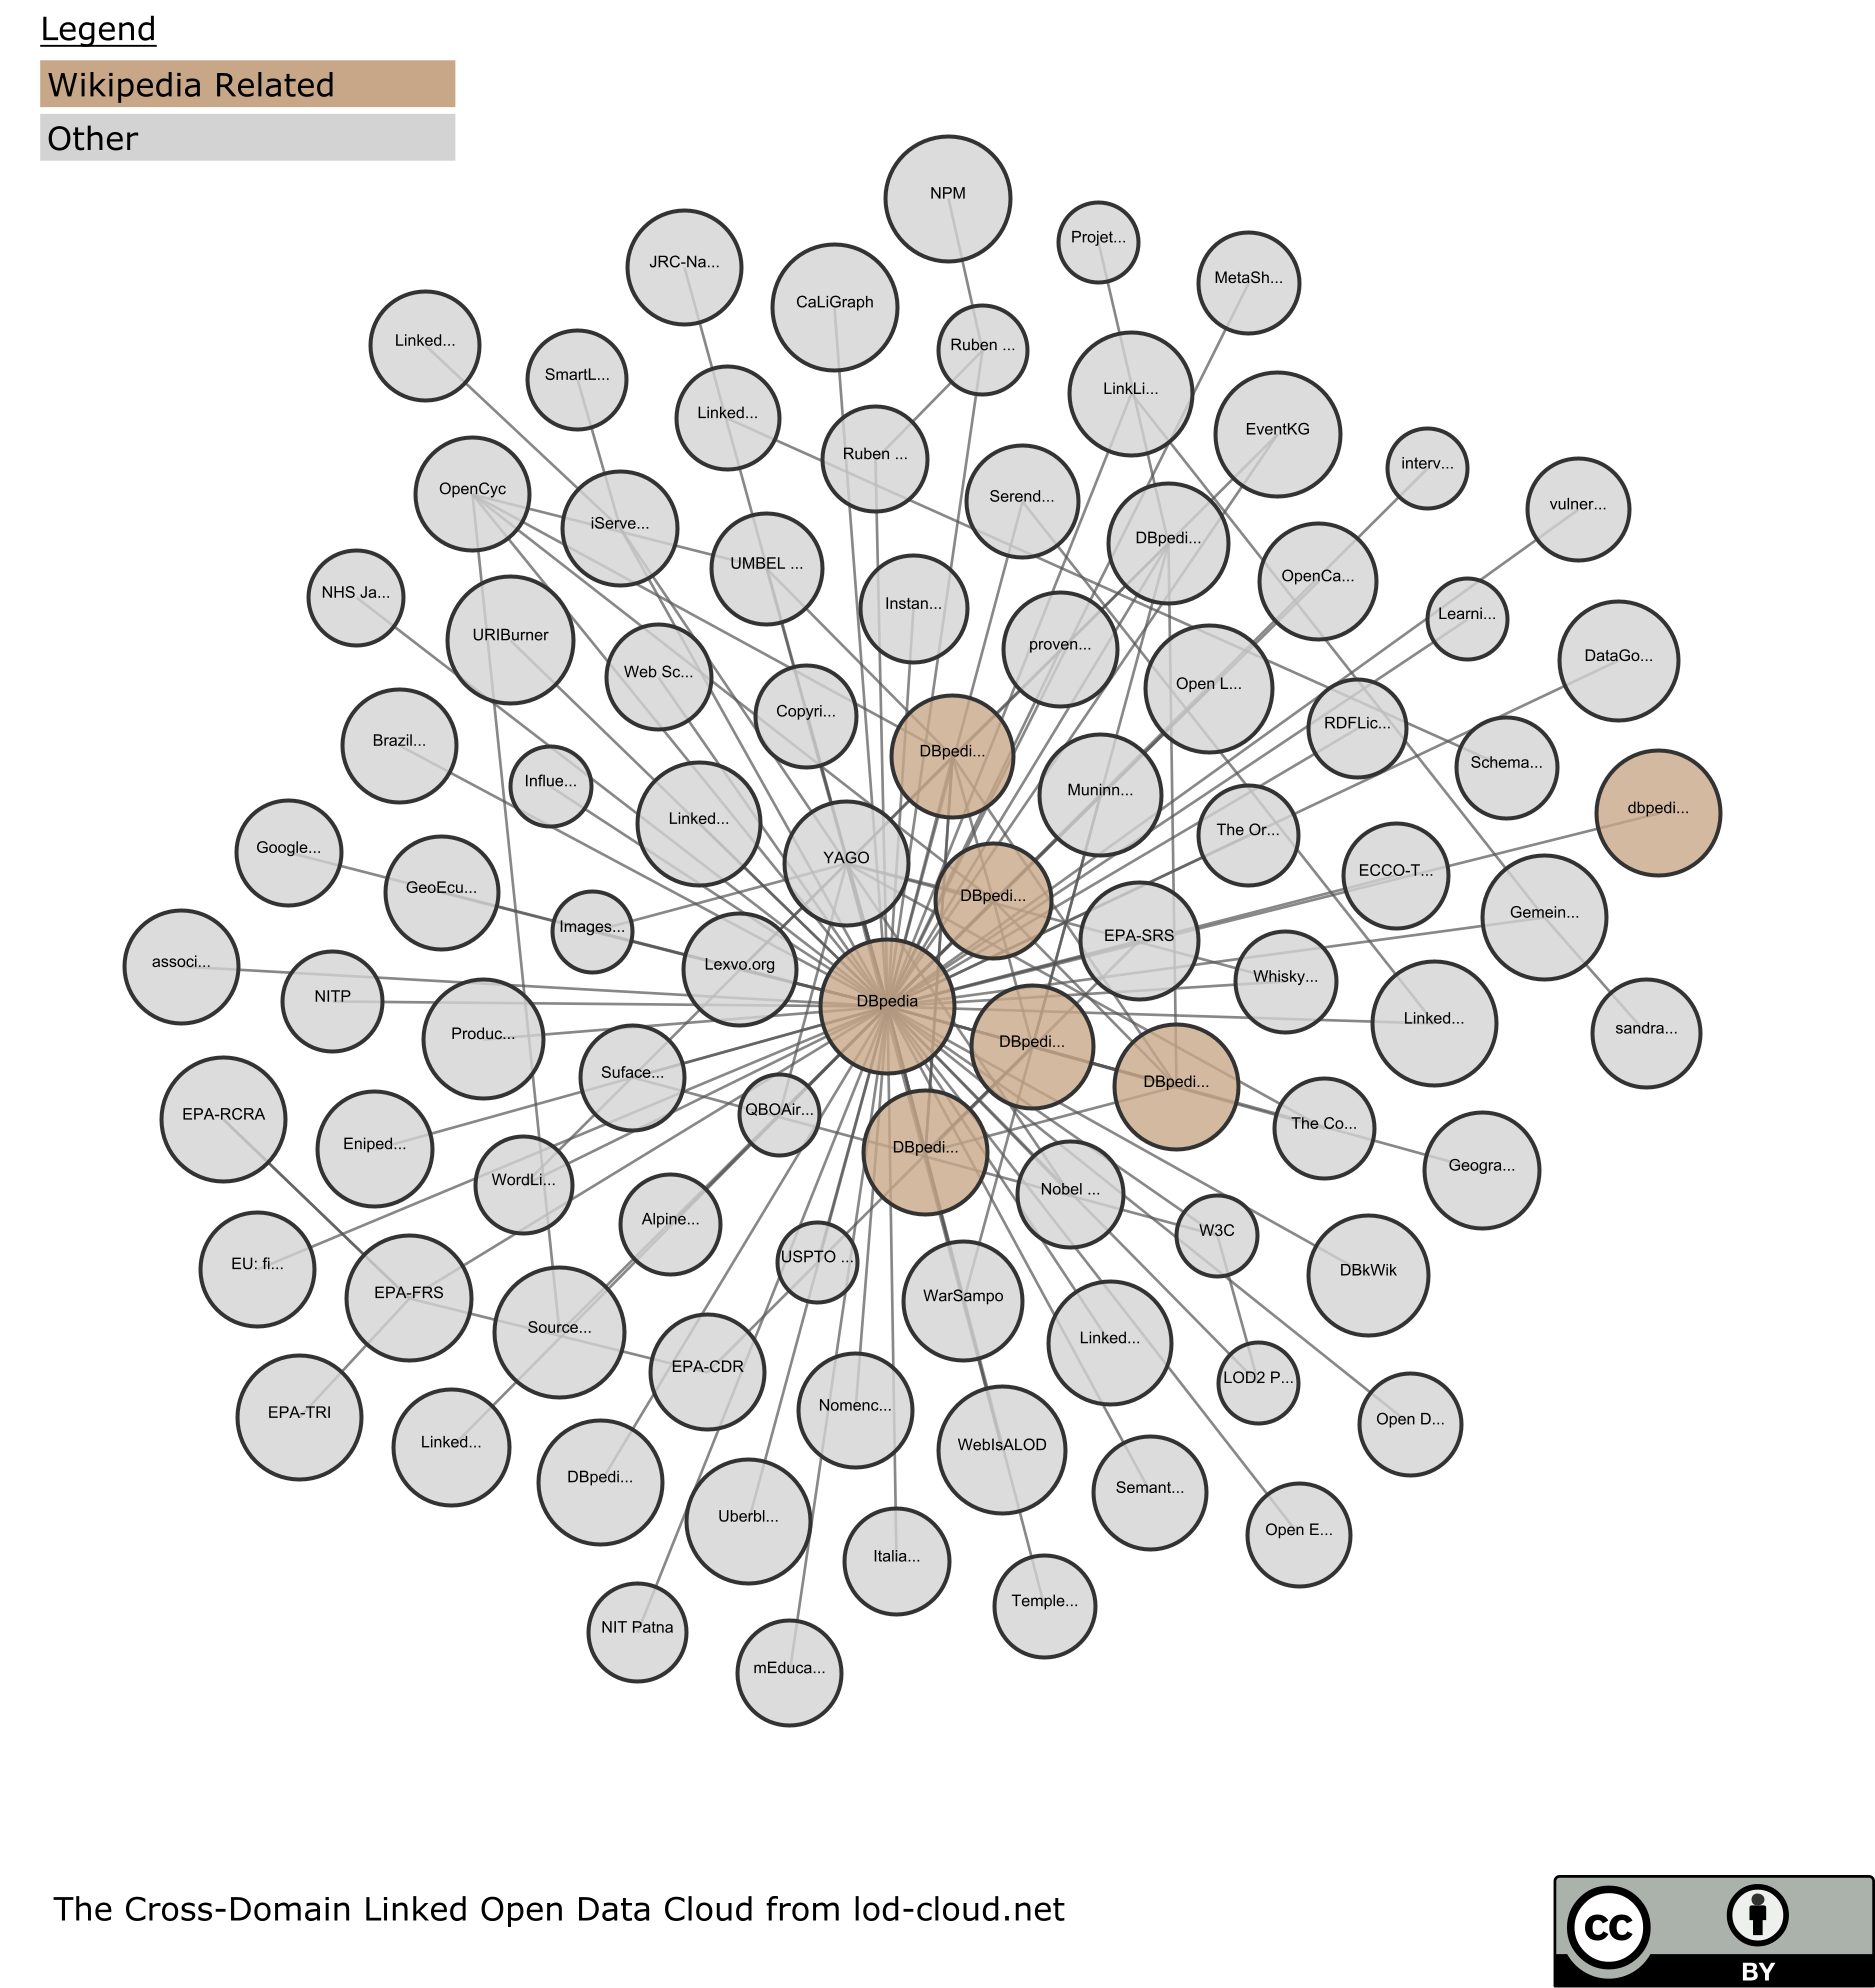 Legend
Wikipedia Related
Other
NPM
Projet...
JRC-Na...
MetaSh...
CaLiGraph
Linked...
Ruben ...
SmartL...
LinkLi...
Linked...
EventKG
Ruben ...
interv...
OpenCyc
Serend...
vulner...
iServe...
DBpedi...
UMBEL ...
OpenCa...
NHS Ja...
Instan...
Learni...
URIBurner
proven...
DataGo...
Web Sc...
Open L...
Copyri...
RDFLic...
Brazil...
DBpedi...
Schema...
Influe...
Muninn...
dbpedi...
Linked...
The Or...
Google...
YAGO
ECCO-T...
GeoEcu...
DBpedi...
Gemein...
Images...
EPA-SRS
associ...
Lexvo.org
Whisky...
NITP
DBpedia
Linked...
sandra...
Produc...
DBpedi...
Suface...
DBpedi...
EPA-RCRA
QBOAir...
The Co...
Eniped...
DBpedi...
Geogra...
WordLi...
Nobel ...
Alpine...
W3C
EU: fi...
USPTO ...
DBkWik
EPA-FRS
WarSampo
Source...
Linked...
EPA-CDR
LOD2 P...
EPA-TRI
Nomenc...
Open D...
Linked...
WebIsALOD
DBpedi...
Semant...
Uberbl...
Open E...
Italia...
Temple...
NIT Patna
mEduca...
The Cross-Domain Linked Open Data Cloud from lod-cloud.net
cc
BY